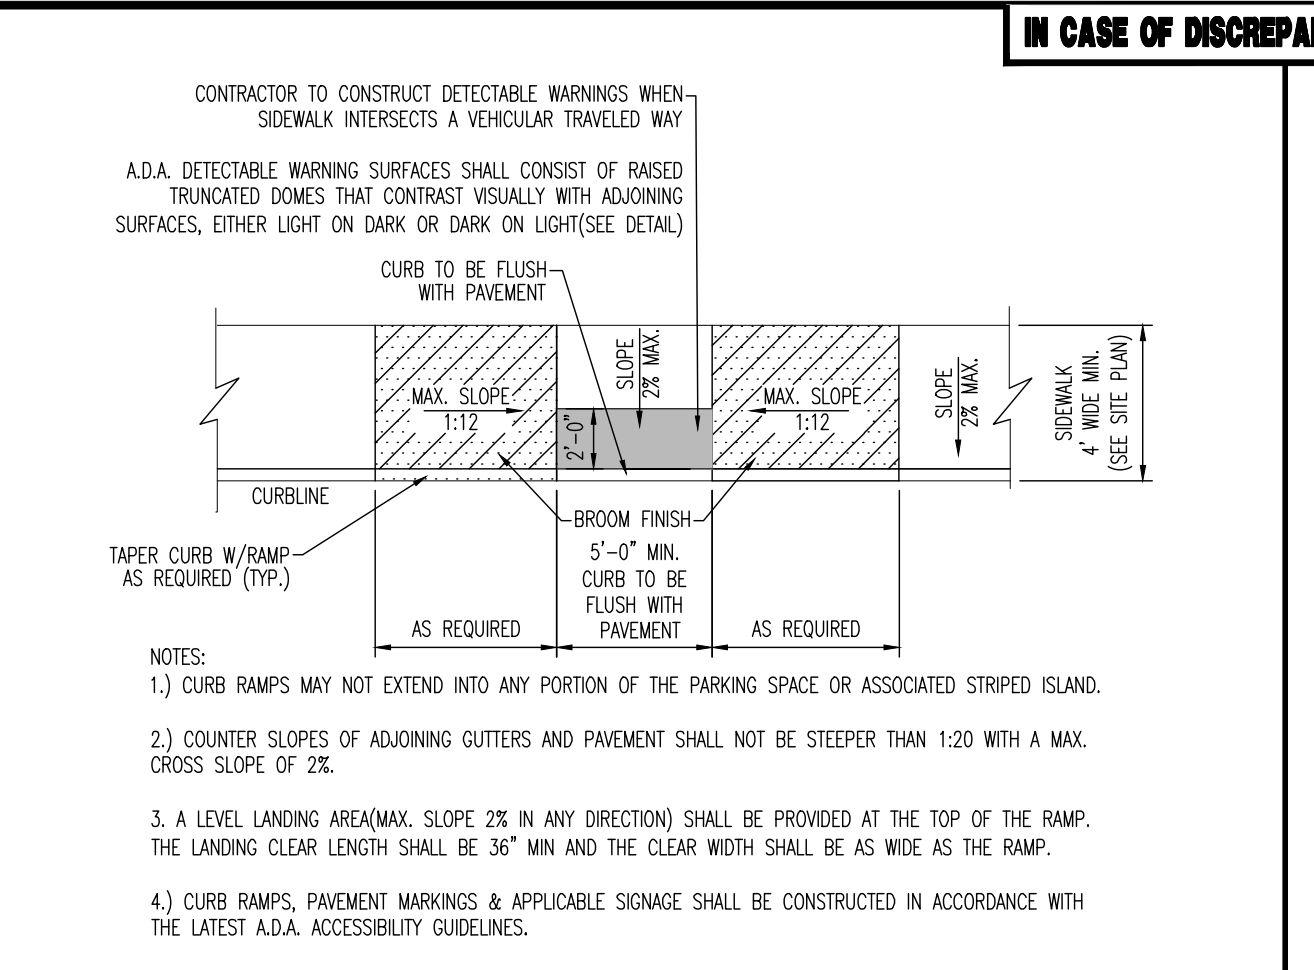 IN CASE OF
CONTRACTOR TO CONSTRUCT DETECTABLE WARNINGS WHEN
SIDEWALK INTERSECTS A VEHICULAR TRAVELED WAY
A.D.A. DETECTABLE WARNING SURFACES SHALL CONSIST OF RAISED
TRUNCATED DOMES THAT CONTRAST VISUALLY WITH ADJOINING
SURFACES, EITHER LIGHT ON DARK OR DARK ON LIGHT(SEE DETAIL)
CURB TO BE FLUSH
WITH PAVEMENT
MAX. SLOPE
1:12
SLOPE
2% MAX.
2'-0"
MAX. SLOPE
1:12
SLOPE
2% MAX.
SIDEWALK
4' WIDE MIN.
(SEE SITE PLAN)
CURBLINE
BROOM FINISH
TAPER CURB W/RAMP
AS REQUIRED (TYP.)
5'-0" MIN.
CURB TO BE
FLUSH WITH
PAVEMENT
AS REQUIRED
AS REQUIRED
NOTES:
1.) CURB RAMPS MAY NOT EXTEND INTO ANY PORTION OF THE PARKING SPACE OR ASSOCIATED STRIPED ISLAND.
2.) COUNTER SLOPES OF ADJOINING GUTTERS AND PAVEMENT SHALL NOT BE STEEPER THAN 1:20 WITH A MAX.
CROSS SLOPE OF 2%.
3. A LEVEL LANDING AREA(MAX. SLOPE 2% IN ANY DIRECTION) SHALL BE PROVIDED AT THE TOP OF THE RAMP.
THE LANDING CLEAR LENGTH SHALL BE 36" MIN AND THE CLEAR WIDTH SHALL BE AS WIDE AS THE RAMP.
4.) CURB RAMPS, PAVEMENT MARKINGS & APPLICABLE SIGNAGE SHALL BE CONSTRUCTED IN ACCORDANCE WITH
THE LATEST A.D.A. ACCESSIBILITY GUIDELINES.